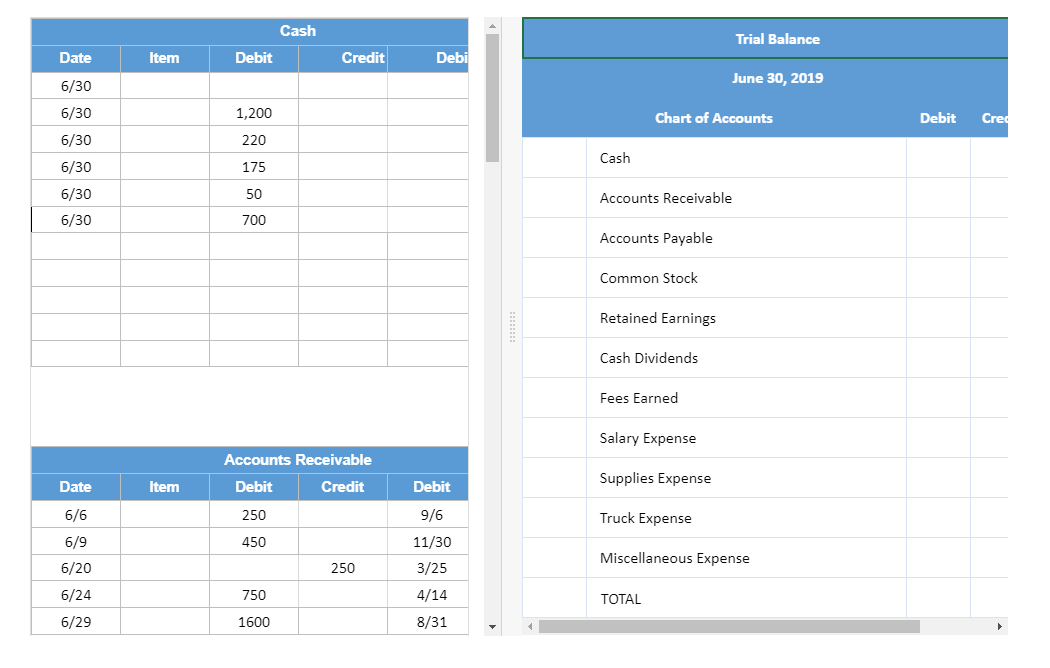 Cash
Date Item Debit Credit Debi
6/30
6/30 1,200
6/30 220
6/30 175
6/30 50
6/30 700
Accounts Receivable
Date Item Debit Credit Debit
6/6 250 9/6
6/9 450 11/30
6/20 250 3/25
6/24 750 4/14
6/29 1600 8/31
Trial Balance
June 30, 2019
Chart of Accounts Debit Cre
Cash
Accounts Receivable
Accounts Payable
Common Stock
Retained Earnings
Cash Dividends
Fees Earned
Salary Expense
Supplies Expense
Truck Expense
Miscellaneous Expense
TOTAL